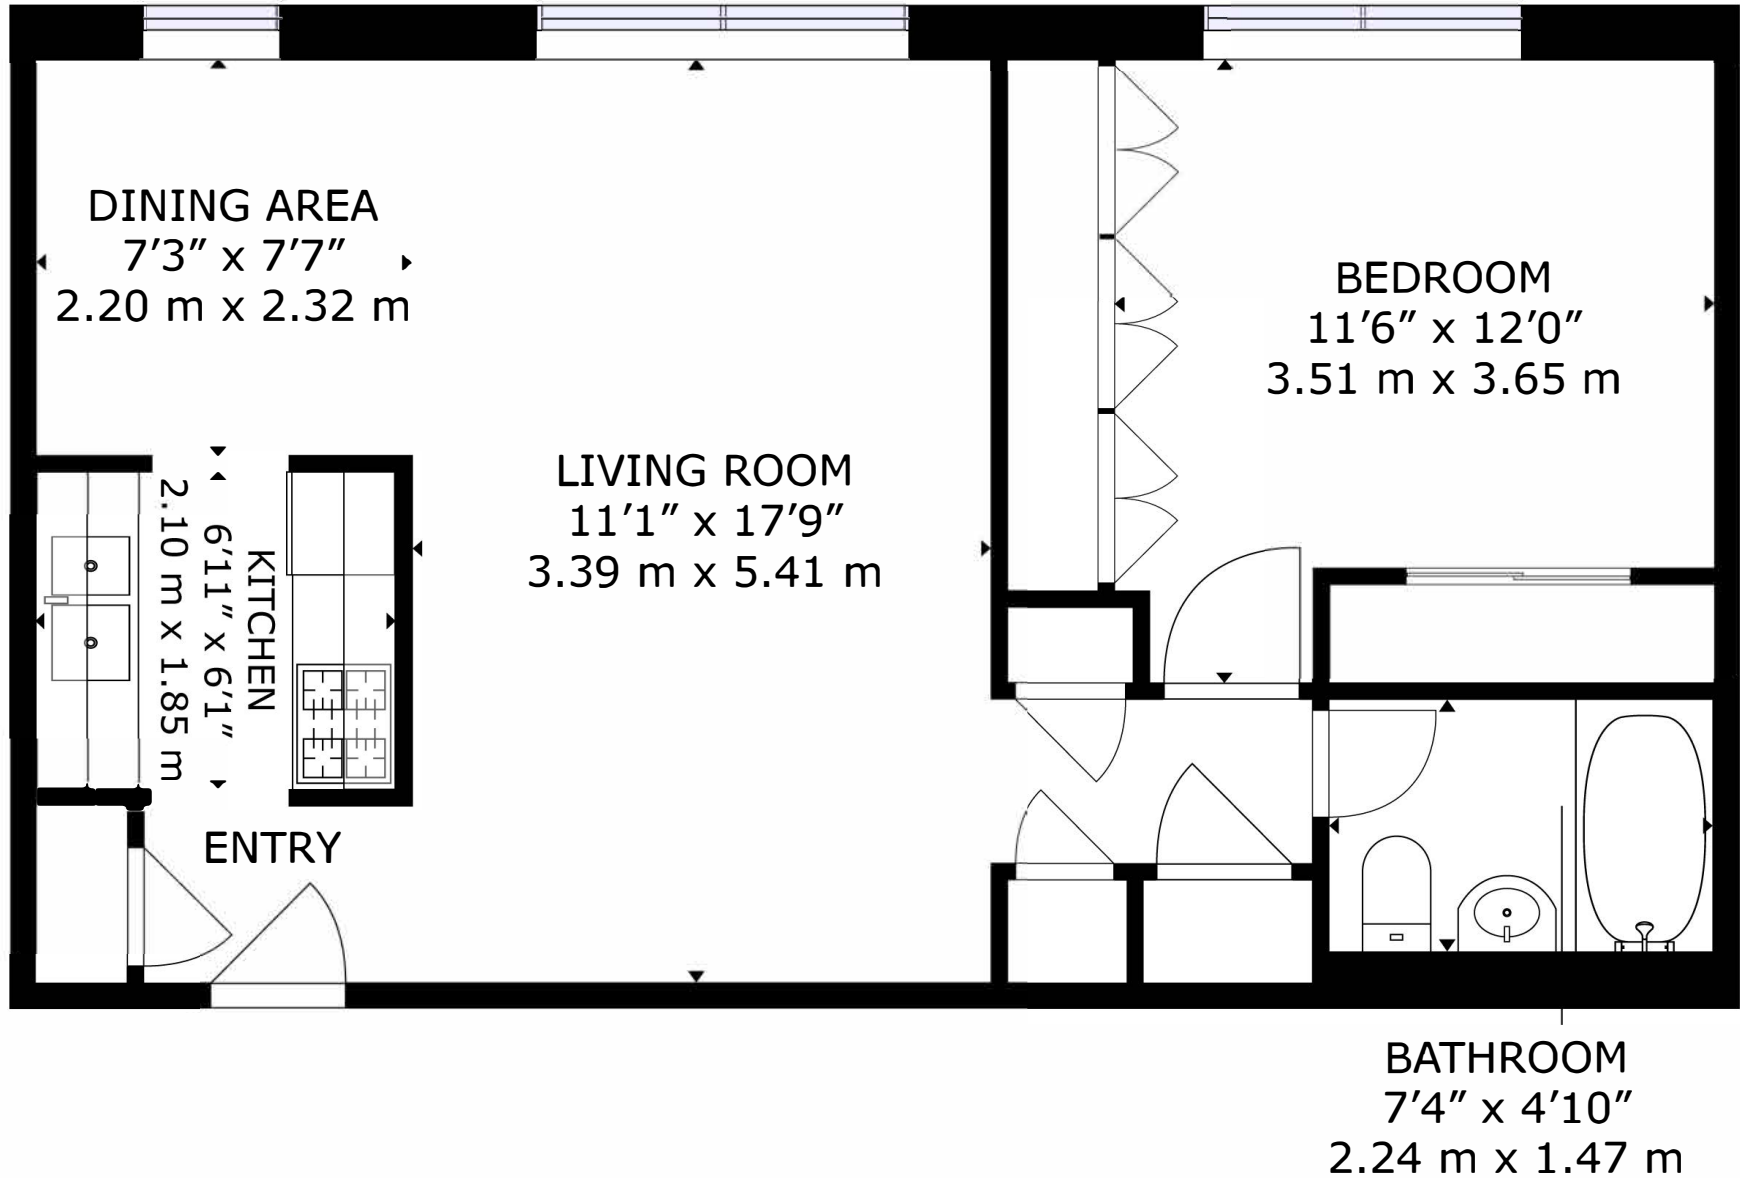 DINING AREA
7’3” x 7’7”
2.20 m x 2.32 m
BEDROOM
11’6” x 12’0”
3.51 m x 3.65 m
LIVING ROOM
11’1” x 17’9”
3.39 m x 5.41 m
KITCHEN
6’11” x 6’1”
2.10 m x 1.85 m
ENTRY
BATHROOM
7’4” x 4’10”
2.24 m x 1.47 m